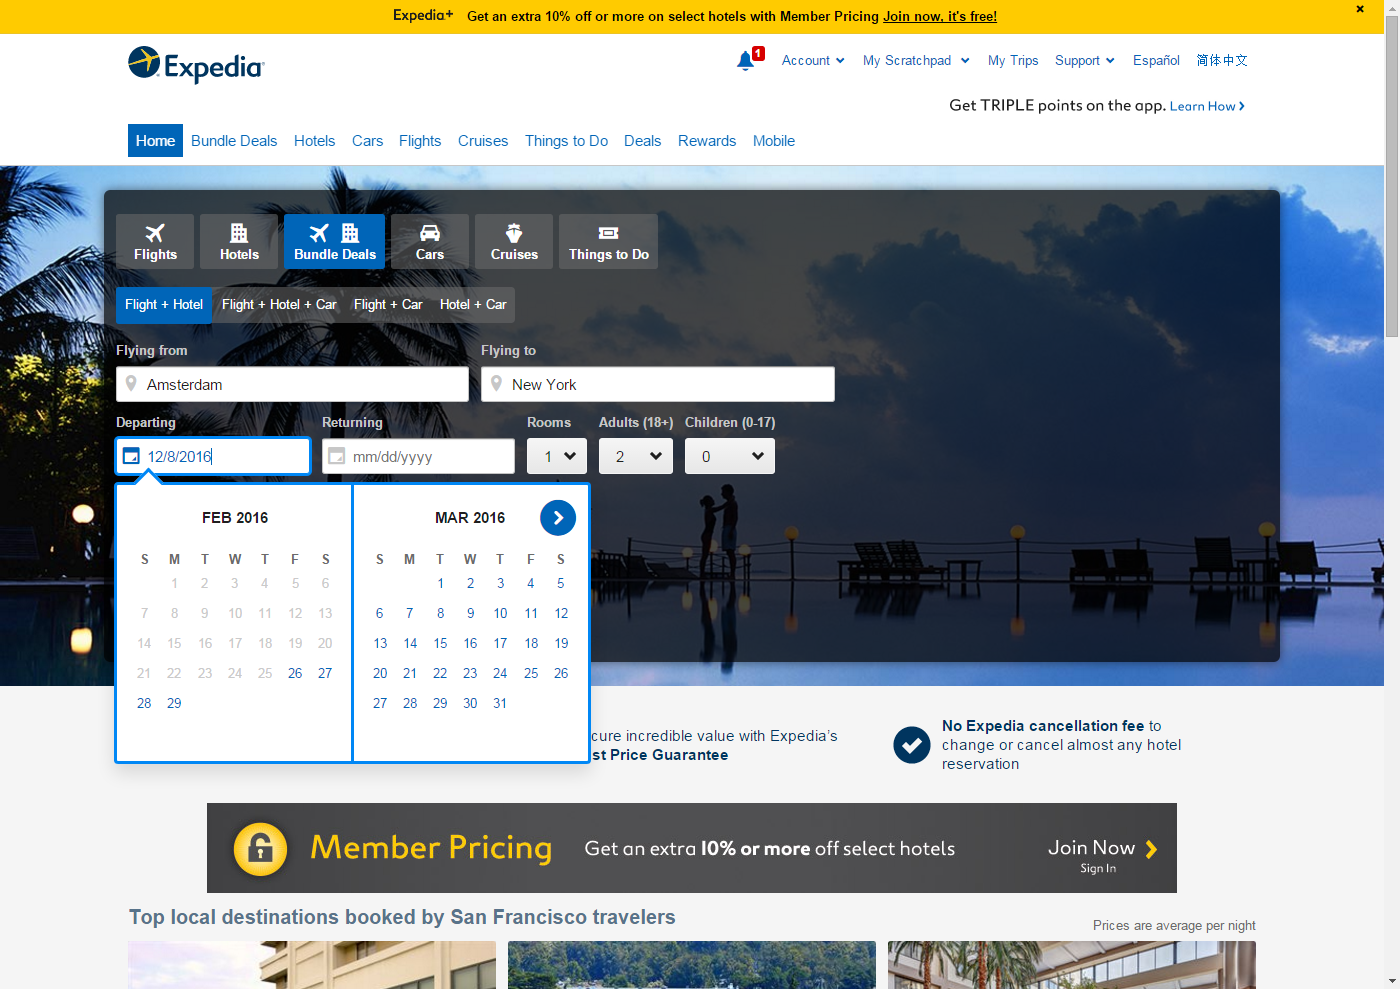 Expedia+ Get an extra 10% off or more on select hotels with Member Pricing Join now, it's free!
Expedia
1
Account My Scratchpad My Trips Support Español 简体中文
Get TRIPLE points on the app. Learn How
Home Bundle Deals Hotels Cars Flights Cruises Things to Do Deals Rewards Mobile
Flights Hotels Bundle Deals Cars Cruises Things to Do
Flight + Hotel Flight + Hotel + Car Flight + Car Hotel + Car
Flying from Flying to
Amsterdam New York
Departing Returning Rooms Adults (18+) Children (0-17)
12/8/2016 mm/dd/yyyy 1 2 0
FEB 2016 MAR 2016
S M T W T F S S M T W T F S
1 2 3 4 5 6 1 2 3 4 5
7 8 9 10 11 12 13 6 7 8 9 10 11 12
14 15 16 17 18 19 20 13 14 15 16 17 18 19
21 22 23 24 25 26 27 20 21 22 23 24 25 26
28 29 27 28 29 30 31
cure incredible value with Expedia's
st Price Guarantee
No Expedia cancellation fee to
change or cancel almost any hotel
reservation
Member Pricing Get an extra 10% or more off select hotels Join Now
Sign In
Top local destinations booked by San Francisco travelers
Prices are average per night